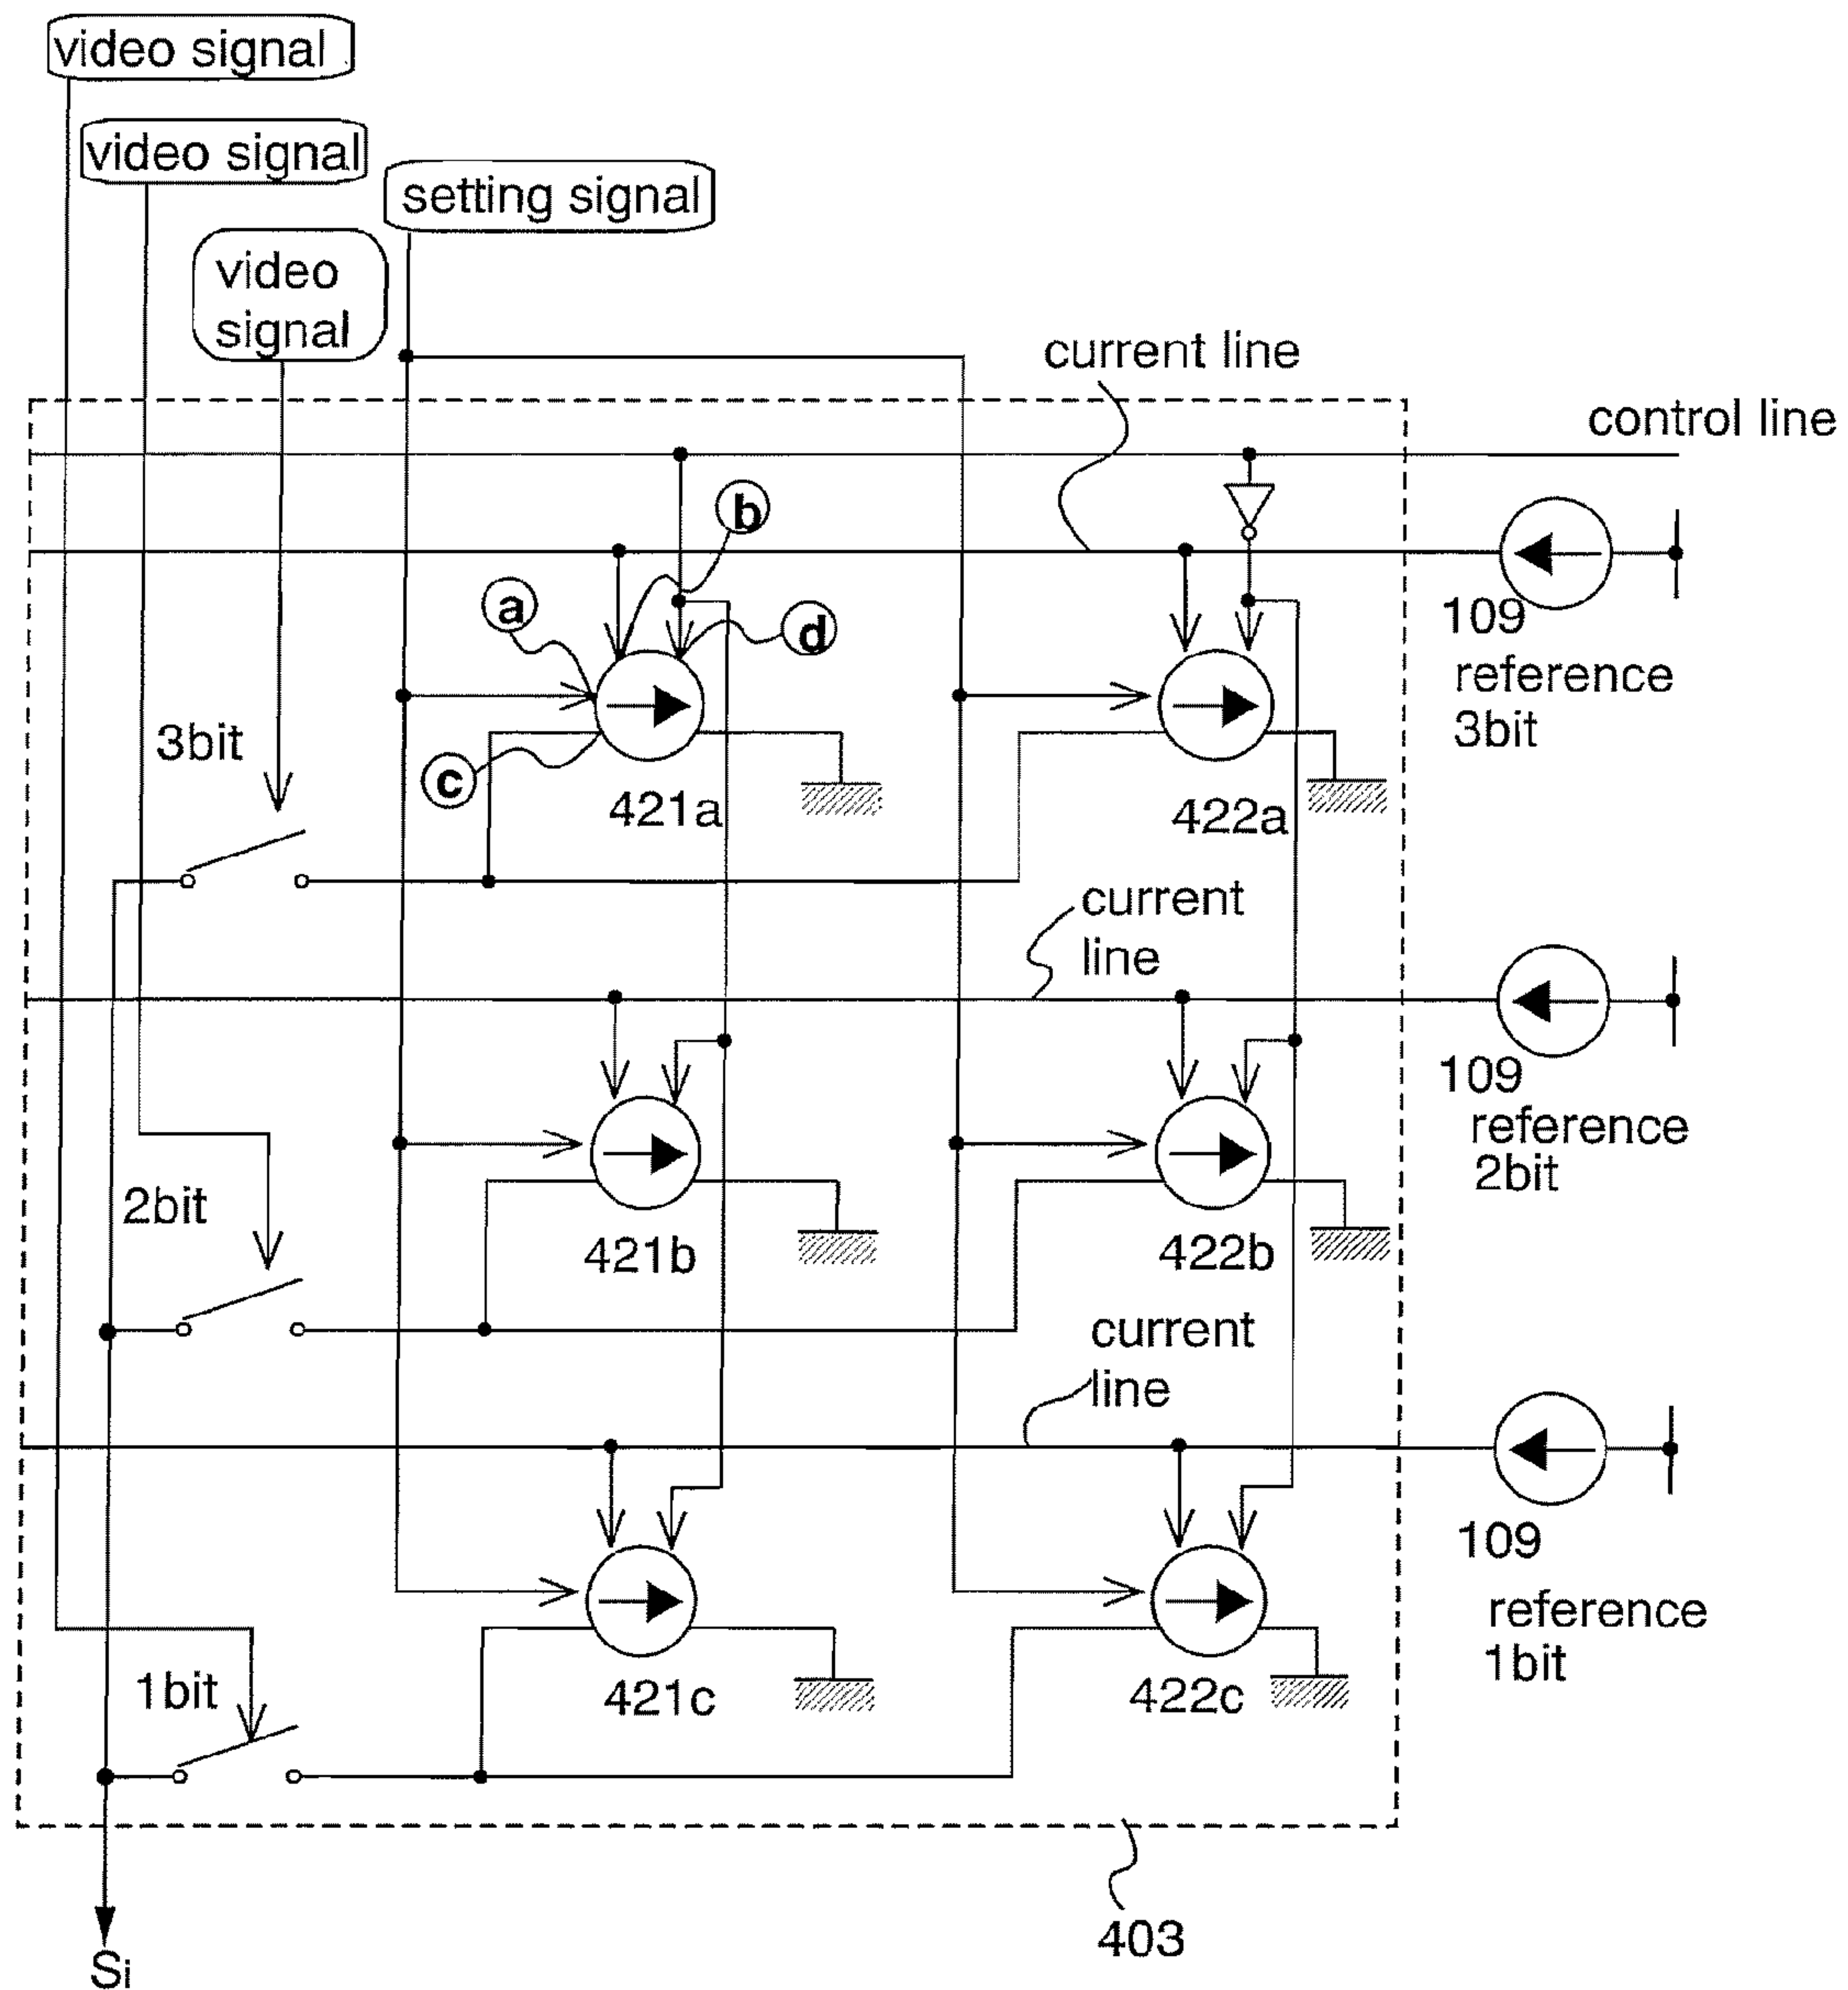 video signal
video signal
setting signal
video
signal
current line
control line
b
a
d
109
reference
3bit
3bit
c
421a
422a
current
line
109
reference
2bit
2bit
421b
422b
current
line
109
reference
1bit
1bit
421c
422c
403
Si